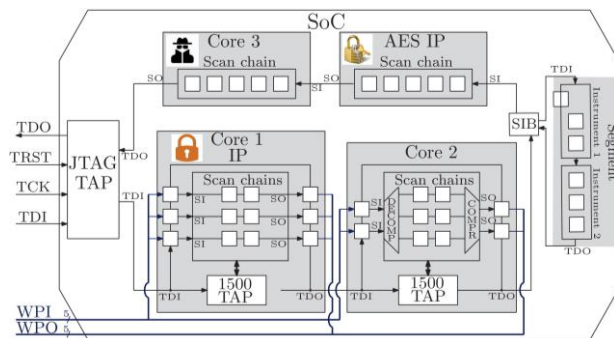 SoC
Core 3
Scan chain
SO
SI
AES IP
Scan chain
SO
SI
TDI
SIB
Instrument 1
Instrument 2
Segment
TDO
TDO
TRST
TCK
TDI
JTAG
TAP
TDO
TDI
Core 1
IP
Scan chains
SI
SO
SI
SO
SI
SO
1500
TAP
TDI
TDO
Core 2
Scan chains
SI
SI
DECOMP
COMPR
SO
SO
1500
TAP
TDI
TDO
WPI 5
WPO 5